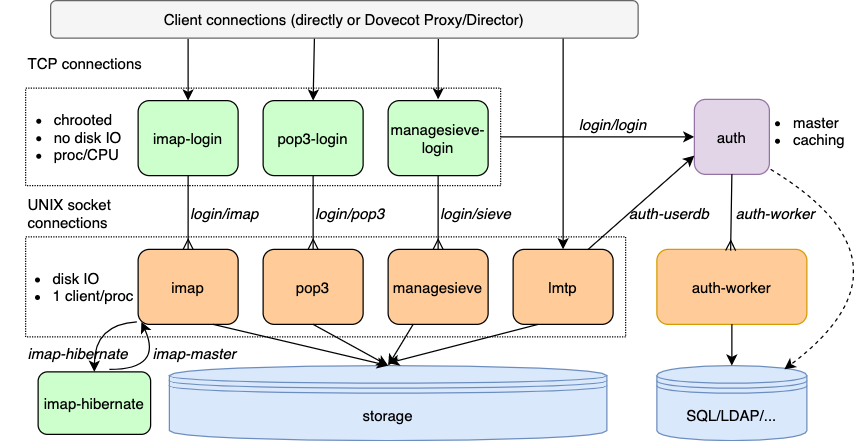 Client connections (directly or Dovecot Proxy/Director)
TCP connections
chrooted
no disk IO
proc/CPU
imap-login
pop3-login
managesieve-
login
login/login
auth
master
caching
UNIX socket
connections
login/imap
login/pop3
login/sieve
auth-userdb
auth-worker
disk IO
1 client/proc
imap
pop3
managesieve
lmtp
auth-worker
imap-hibernate
imap-master
imap-hibernate
storage
SQL/LDAP/...